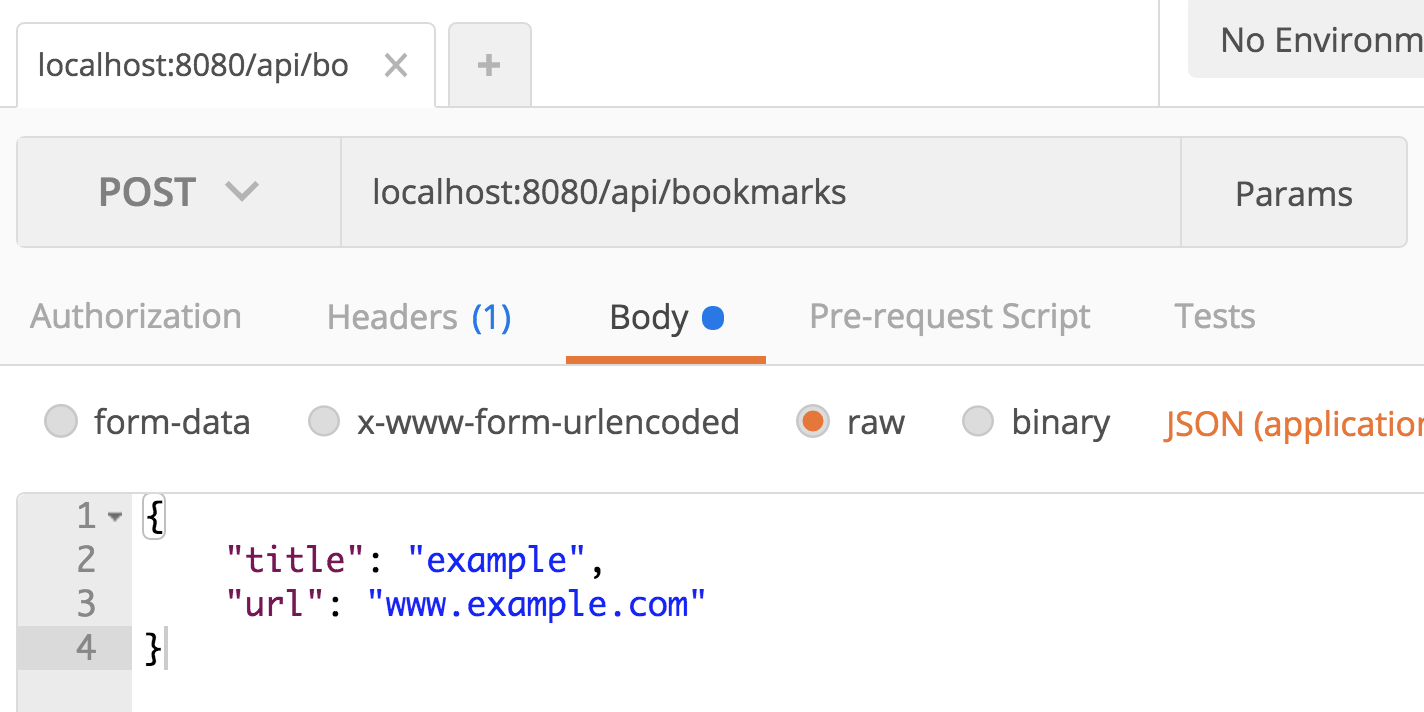 localhost:8080/api/bo
No Environm
POST localhost:8080/api/bookmarks Params
Authorization Headers (1) Body Pre-request Script Tests
form-data x-www-form-urlencoded raw binary JSON (application
1 {
2 "title": "example",
3 "url": "www.example.com"
4 }